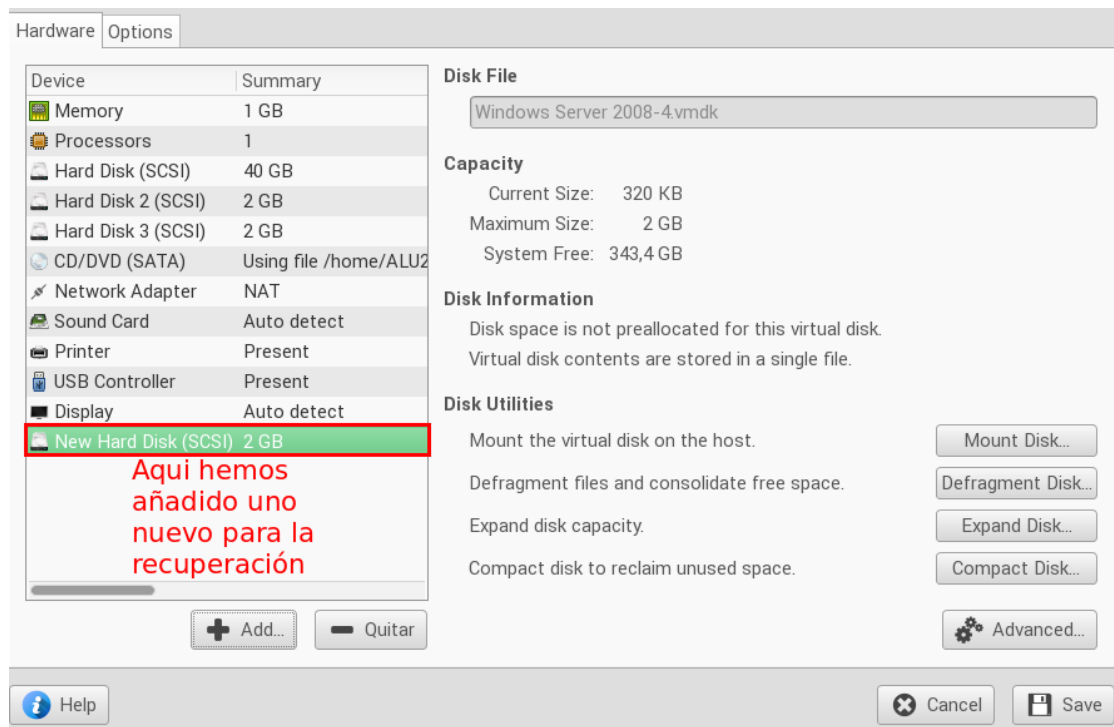 Hardware
Options
Device Summary
Memory 1 GB
Processors 1
Hard Disk (SCSI) 40 GB
Hard Disk 2 (SCSI) 2 GB
Hard Disk 3 (SCSI) 2 GB
CD/DVD (SATA) Using file /home/ALU2
Network Adapter NAT
Sound Card Auto detect
Printer Present
USB Controller Present
Display Auto detect
New Hard Disk (SCSI) 2 GB
Aqui hemos
añadido uno
nuevo para la
recuperación
Add...
Quitar
Disk File
Windows Server 2008-4.vmdk
Capacity
Current Size: 320 KB
Maximum Size: 2 GB
System Free: 343,4 GB
Disk Information
Disk space is not preallocated for this virtual disk.
Virtual disk contents are stored in a single file.
Disk Utilities
Mount the virtual disk on the host. Mount Disk...
Defragment files and consolidate free space. Defragment Disk...
Expand disk capacity. Expand Disk...
Compact disk to reclaim unused space. Compact Disk...
Advanced...
Help
Cancel
Save